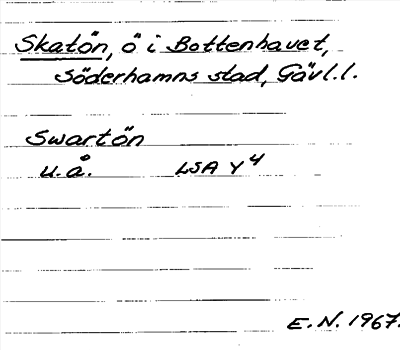 Skatön, ö i Bottenhavet,
Söderhamns stad, Gävl.l.
Swartön
u.å. LSA Y4
E.N. 1967.